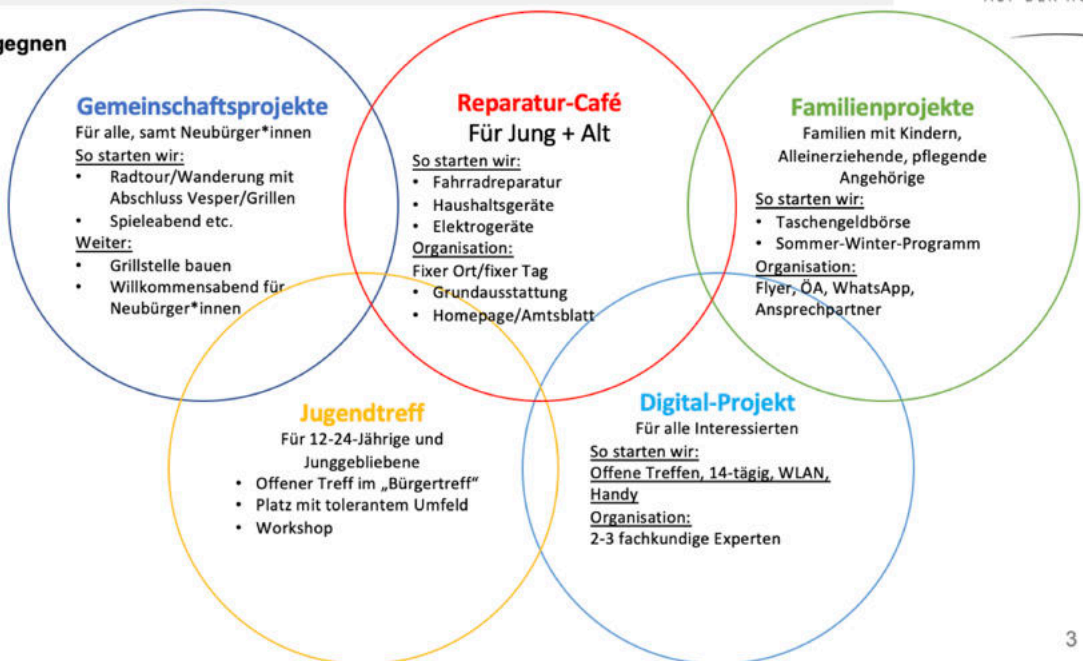 Gemeinschaftsprojekte
Für alle, samt Neubürger*innen
So starten wir:
• Radtour/Wanderung mit
Abschluss Vesper/Grillen
• Spieleabend etc.
Weiter:
• Grillstelle bauen
• Willkommensabend für
Neubürger*innen
Reparatur-Café
Für Jung + Alt
So starten wir:
• Fahrradreparatur
• Haushaltsgeräte
• Elektrogeräte
Organisation:
Fixer Ort/fixer Tag
• Grundausstattung
• Homepage/Amtsblatt
Familienprojekte
Familien mit Kindern,
Alleinerziehende, pflegende
Angehörige
So starten wir:
• Taschengeldbörse
• Sommer-Winter-Programm
Organisation:
Flyer, ÖA, WhatsApp,
Ansprechpartner
Jugendtreff
Für 12-24-Jährige und
Junggebliebene
• Offener Treff im „Bürgertreff"
• Platz mit tolerantem Umfeld
• Workshop
Digital-Projekt
Für alle Interessierten
So starten wir:
Offene Treffen, 14-tägig, WLAN,
Handy
Organisation:
2-3 fachkundige Experten
3